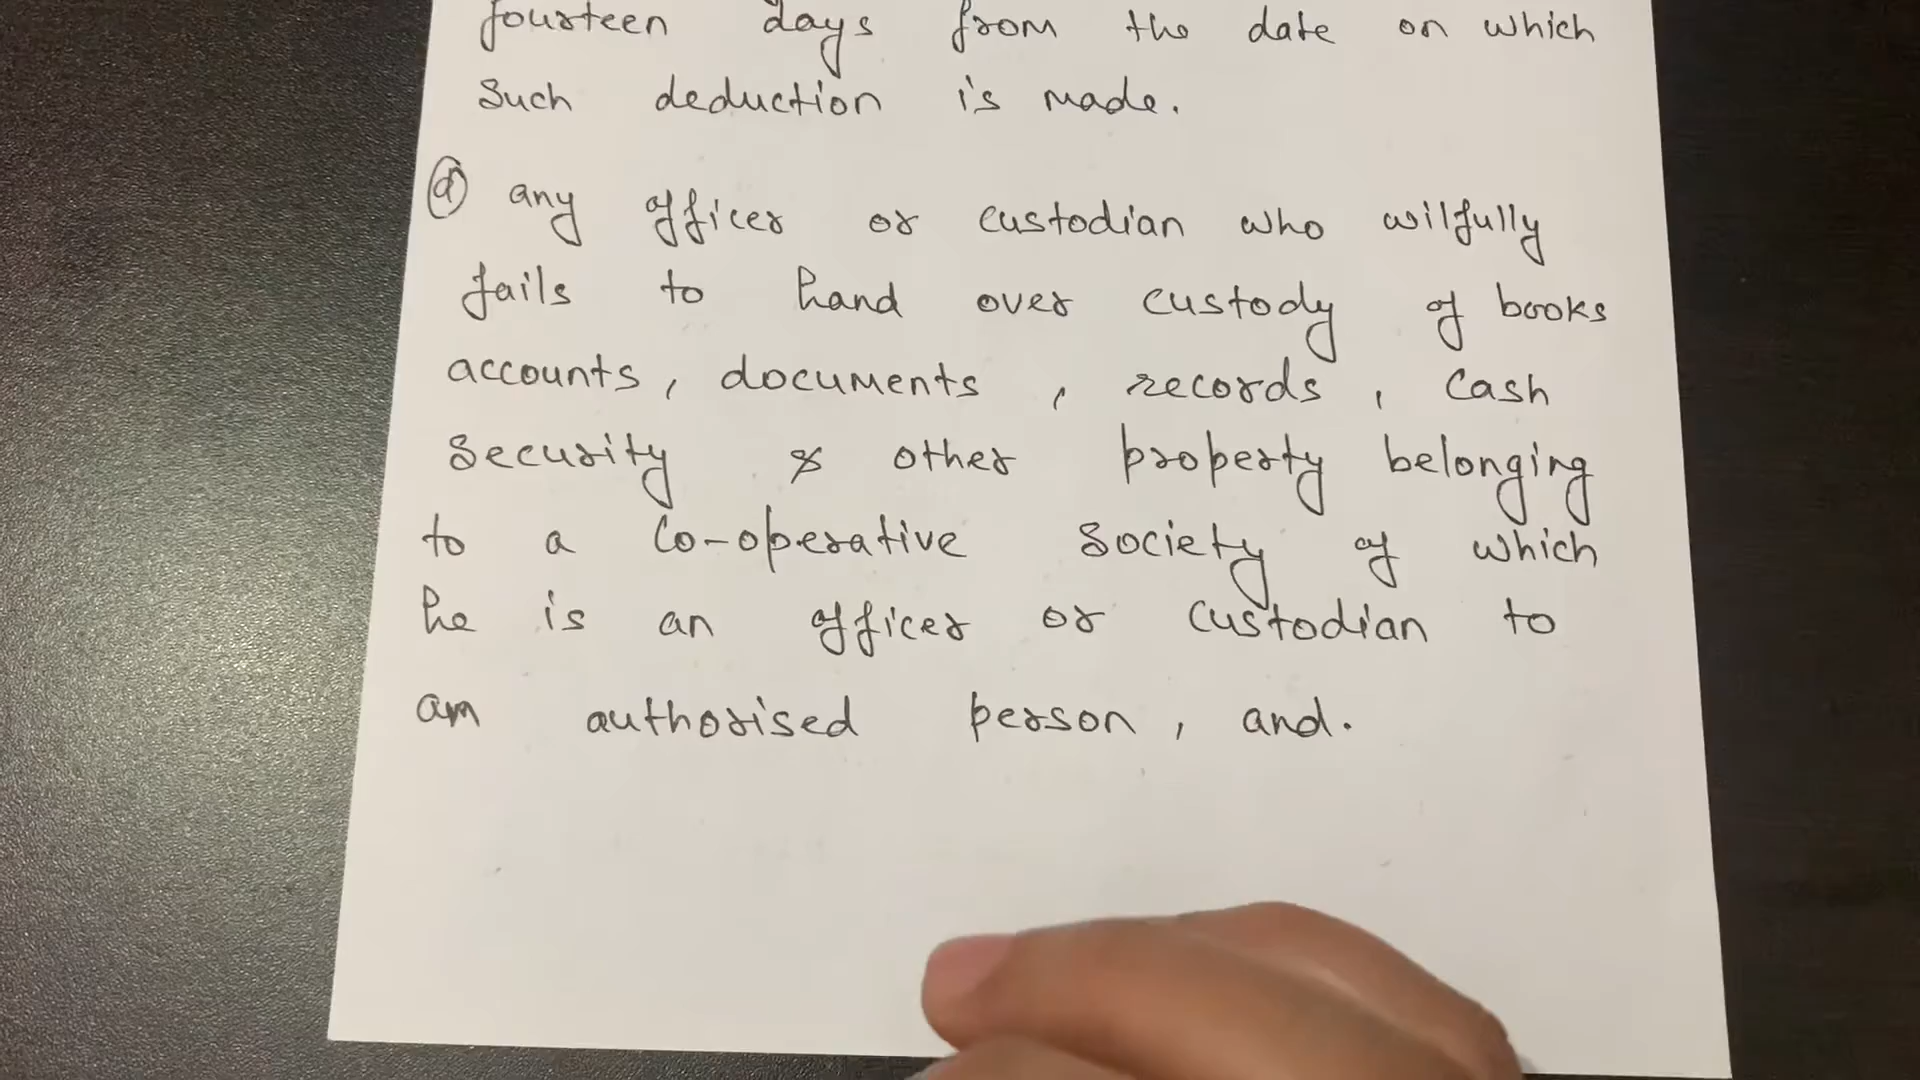 fourteen days from the date on which
such deduction is made.
(d) any officer or custodian who wilfully
fails to hand over custody of books
accounts, documents, records, cash
security & other property belonging
to a co-operative society of which
he is an officer or custodian to
am authorised person, and.